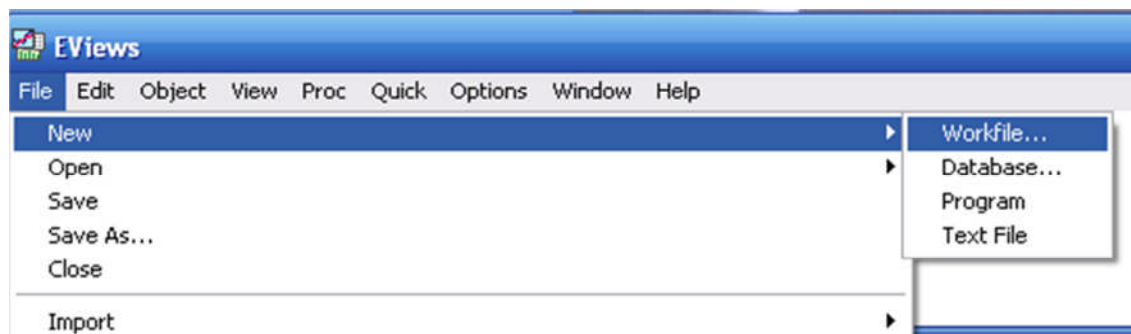 EViews
File Edit Object View Proc Quick Options Window Help
New
Workfile...
Open
Database...
Save
Program
Save As...
Text File
Close
Import